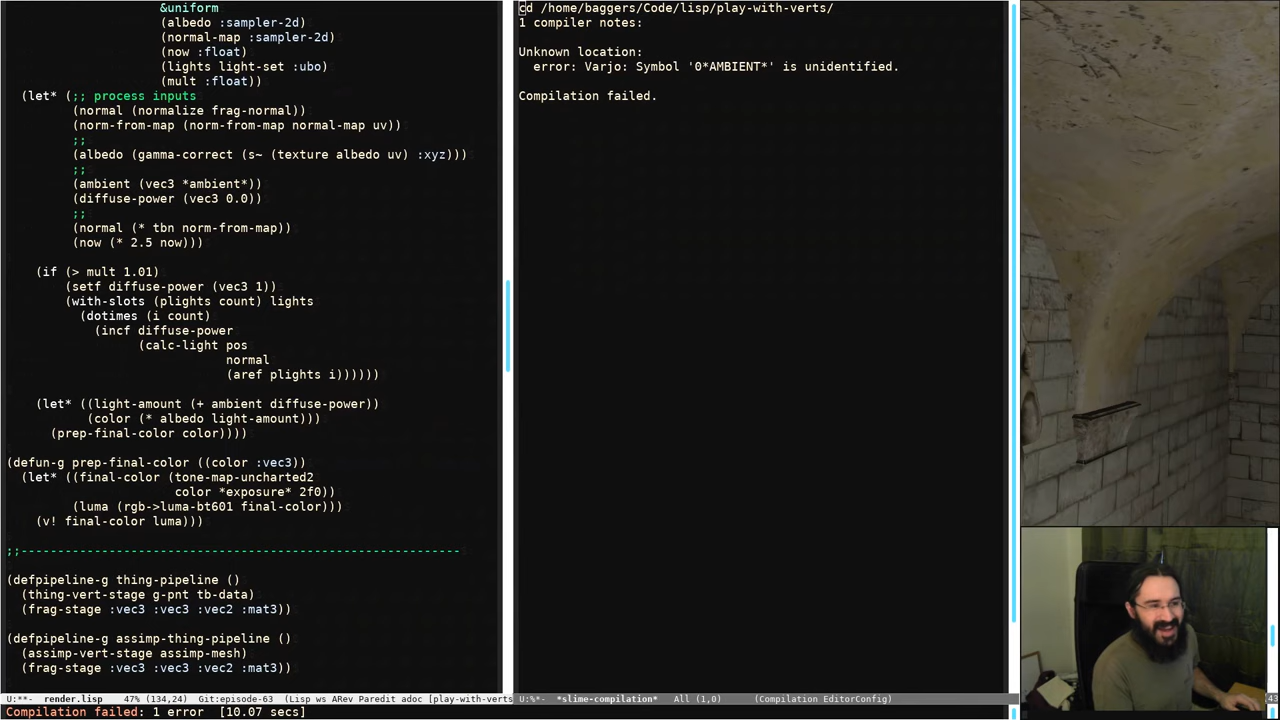 &uniform
(albedo :sampler-2d)
(normal-map :sampler-2d)
(now :float)
(lights light-set :ubo)
(mult :float))
(let* (;; process inputs
(normal (normalize frag-normal))
(norm-from-map (norm-from-map normal-map uv))
;;
(albedo (gamma-correct (s~ (texture albedo uv) :xyz)))
;;
(ambient (vec3 *ambient*))
(diffuse-power (vec3 0.0))
;;
(normal (* tbn norm-from-map))
(now (* 2.5 now)))
(if (> mult 1.01)
(setf diffuse-power (vec3 1))
(with-slots (plights count) lights
(dotimes (i count)
(incf diffuse-power
(calc-light pos
normal
(aref plights i))))))
(let* ((light-amount (+ ambient diffuse-power))
(color (* albedo light-amount)))
(prep-final-color color))))
(defun-g prep-final-color ((color :vec3))
(let* ((final-color (tone-map-uncharted2
color *exposure* 2f0))
(luma (rgb->luma-bt601 final-color)))
(v! final-color luma)))
;;------------------------------------------------------------
(defpipeline-g thing-pipeline ()
(thing-vert-stage g-pnt tb-data)
(frag-stage :vec3 :vec3 :vec2 :mat3))
(defpipeline-g assimp-thing-pipeline ()
(assimp-vert-stage assimp-mesh)
(frag-stage :vec3 :vec3 :vec2 :mat3))
U:**-  render.lisp   47% (134,24)  Git:episode-63  (Lisp ws ARev Paredit adoc [play-with-verts
Compilation failed: 1 error  [10.07 secs]
cd /home/baggers/Code/lisp/play-with-verts/
1 compiler notes:
Unknown location:
error: Varjo: Symbol '0*AMBIENT*' is unidentified.
Compilation failed.
U:%*-  *slime-compilation*   All (1,0)     (Compilation EditorConfig)